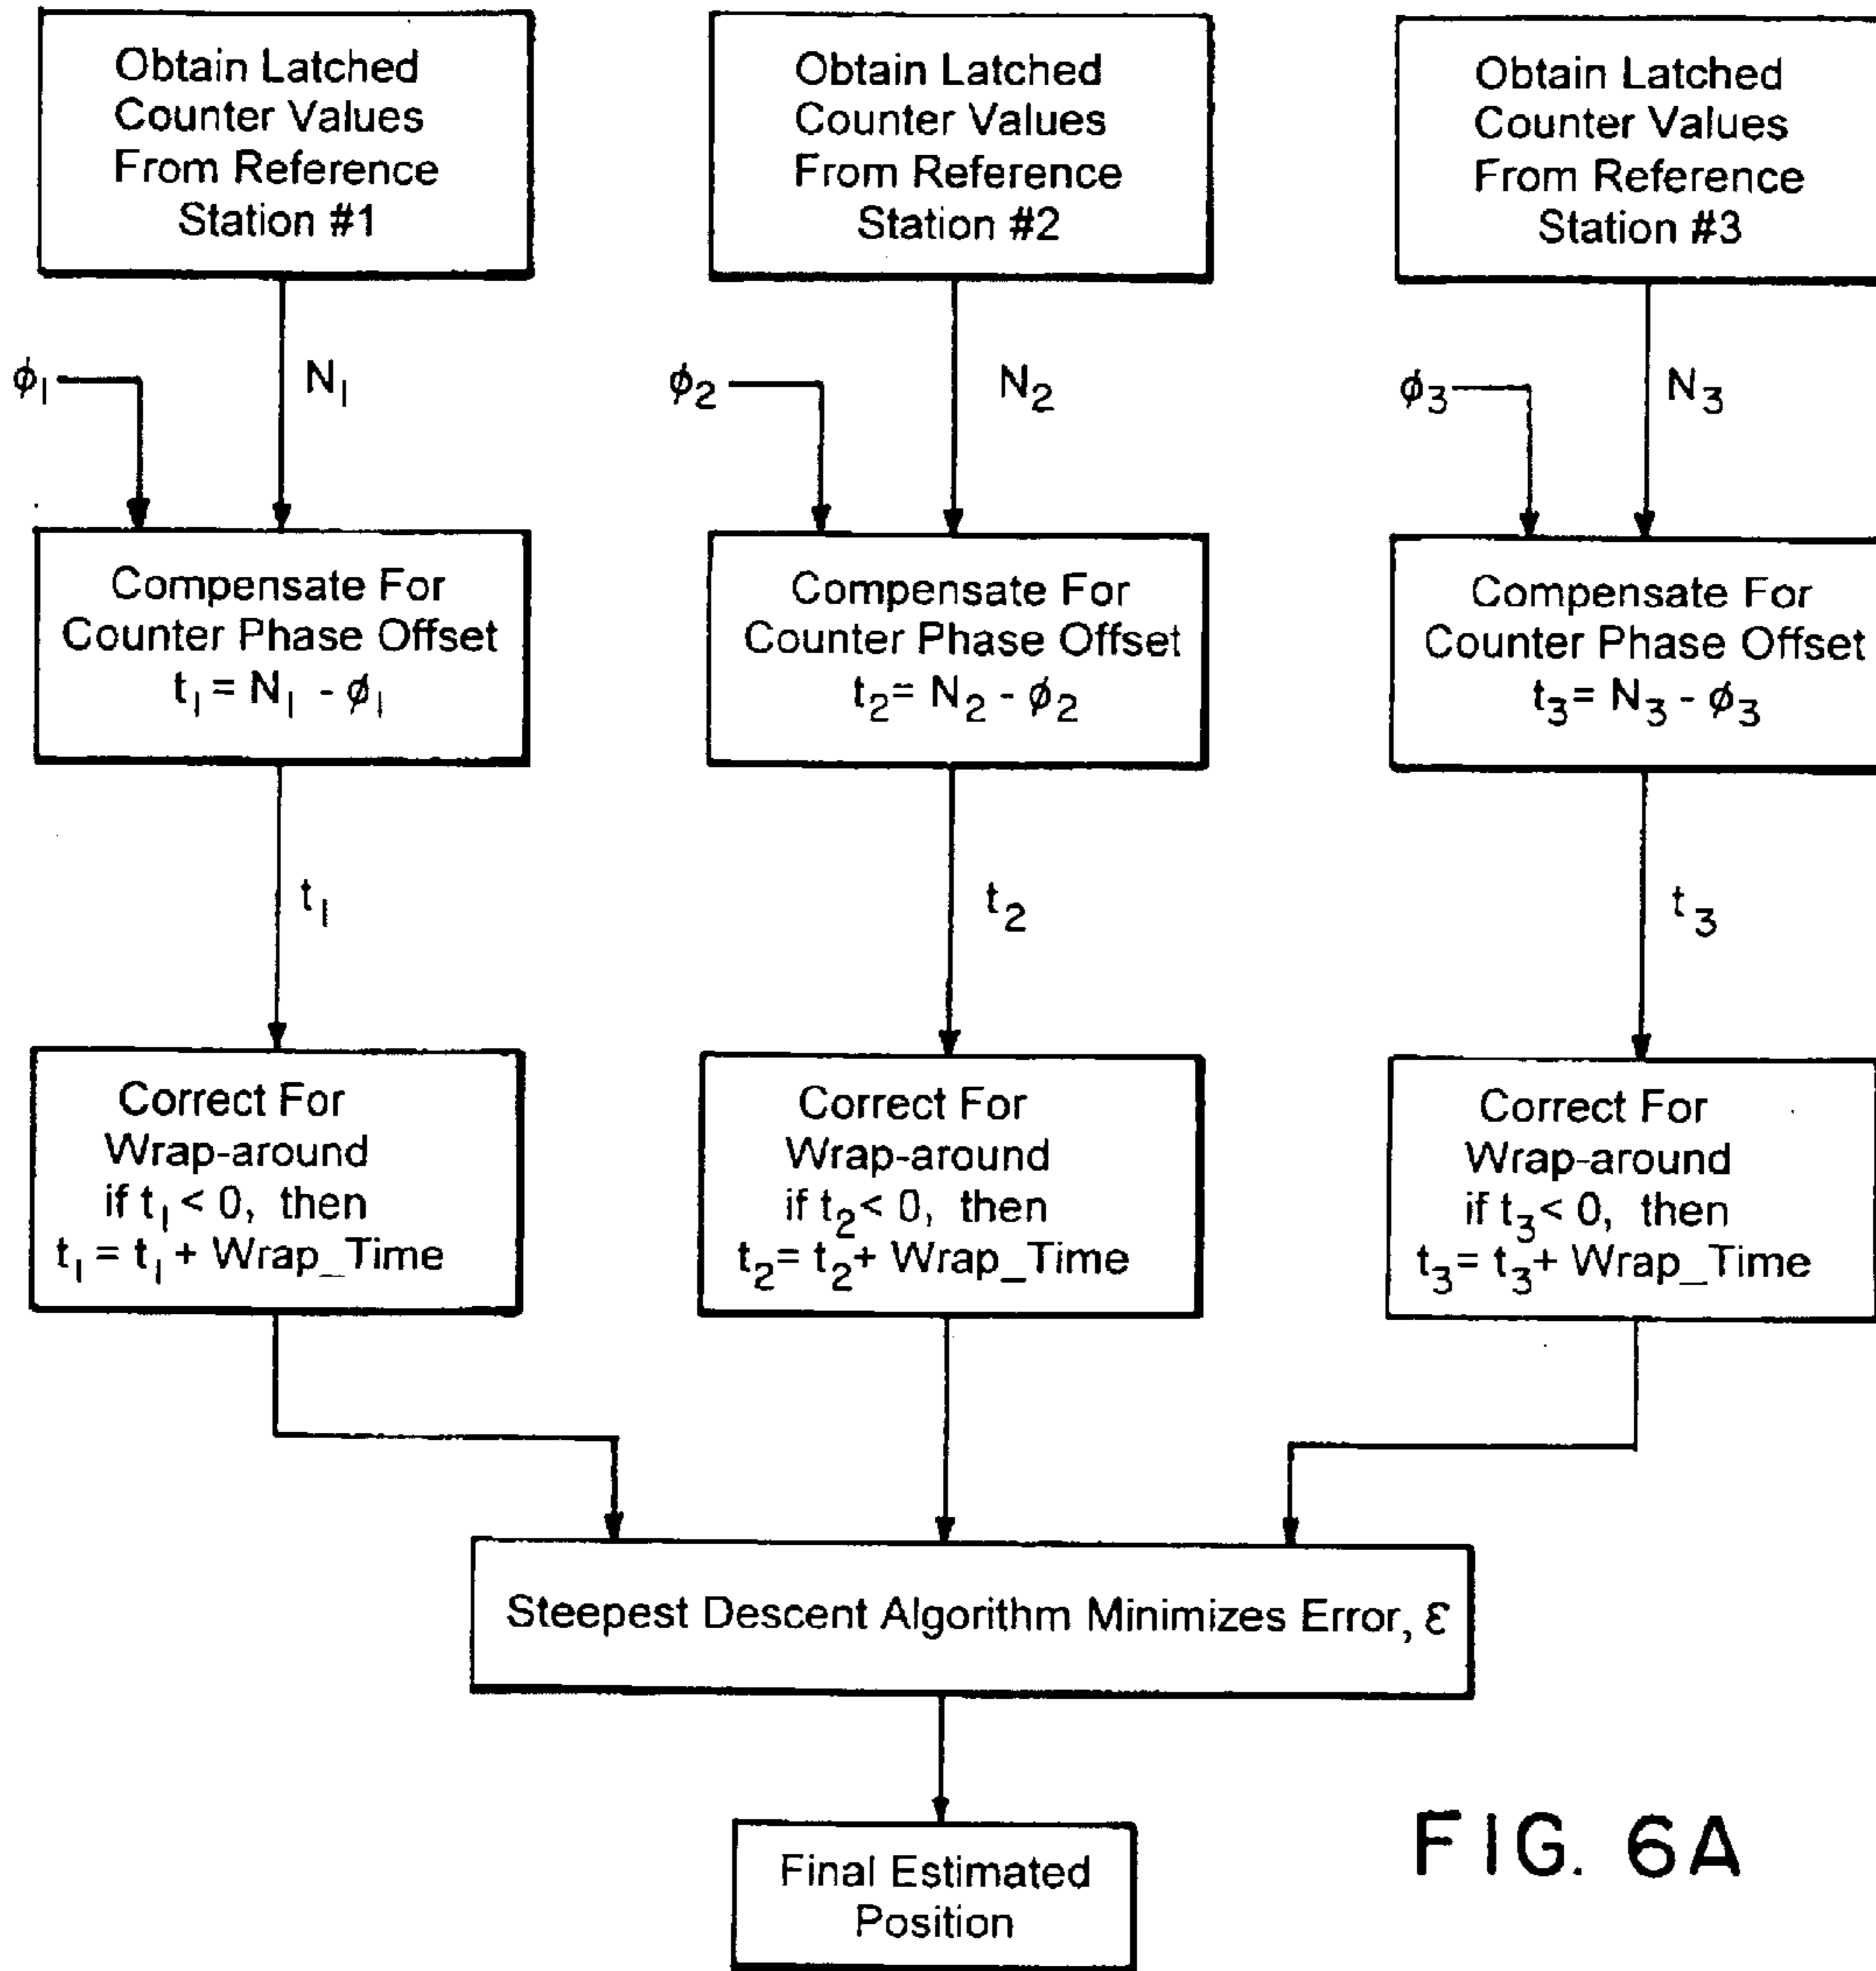 Obtain Latched
Counter Values
From Reference
Station #1
Obtain Latched
Counter Values
From Reference
Station #2
Obtain Latched
Counter Values
From Reference
Station #3
ϕ₁
N₁
ϕ₂
N₂
ϕ₃
N₃
Compensate For
Counter Phase Offset
t₁ = N₁ - ϕ₁
Compensate For
Counter Phase Offset
t₂= N₂ - ϕ₂
Compensate For
Counter Phase Offset
t₃= N₃ - ϕ₃
t₁
t₂
t₃
Correct For
Wrap-around
if t₁ < 0, then
t₁ = t₁ + Wrap_Time
Correct For
Wrap-around
if t₂< 0, then
t₂= t₂+ Wrap_Time
Correct For
Wrap-around
if t₃< 0, then
t₃= t₃+ Wrap_Time
Steepest Descent Algorithm Minimizes Error, ε
Final Estimated
Position
FIG. 6A